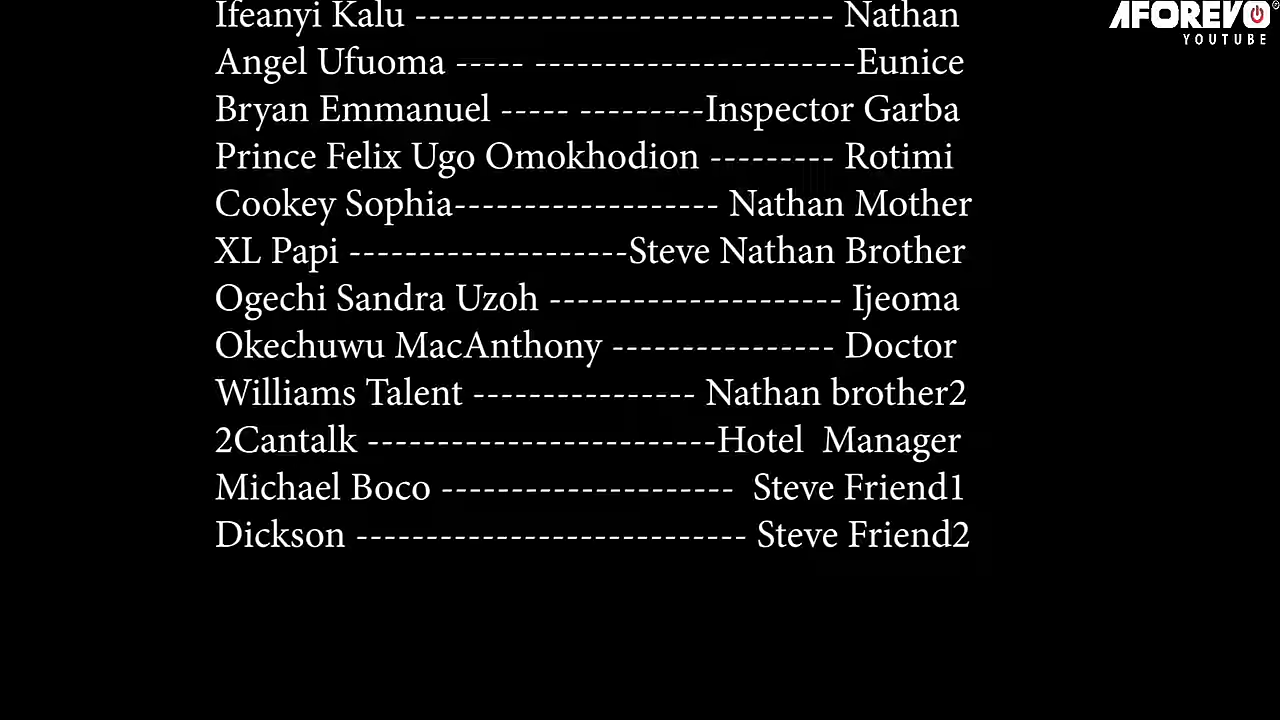 Ifeanyi Kalu ------------------------------ Nathan
Angel Ufuoma ----- -----------------------Eunice
Bryan Emmanuel ----- ---------Inspector Garba
Prince Felix Ugo Omokhodion --------- Rotimi
Cookey Sophia------------------- Nathan Mother
XL Papi --------------------Steve Nathan Brother
Ogechi Sandra Uzoh --------------------- Ijeoma
Okechuwu MacAnthony ---------------- Doctor
Williams Talent ---------------- Nathan brother2
2Cantalk -------------------------Hotel  Manager
Michael Boco ---------------------  Steve Friend1
Dickson ---------------------------- Steve Friend2
AFOREVO®
YOUTUBE